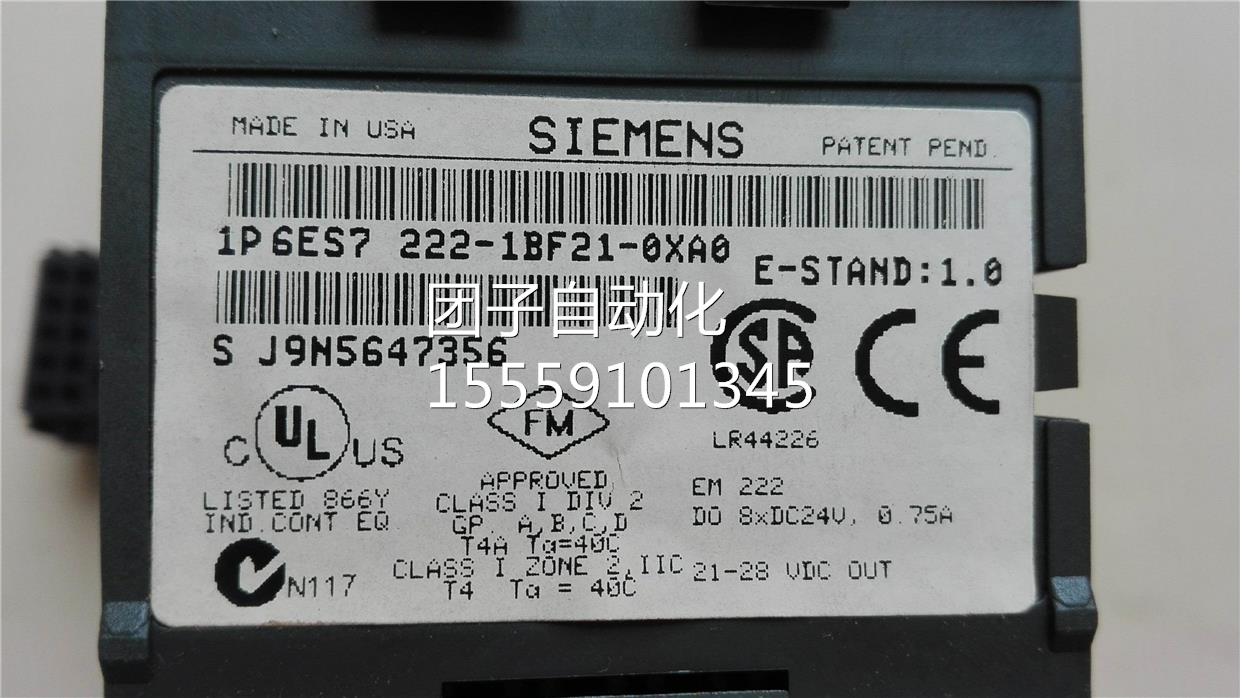 MADE IN USA
SIEMENS
PATENT PEND.
1P 6ES7 222-1BF21-0XA0
E-STAND:1.0
团子自动化
S J9N5647356
15559101345
SA
CE
C UL US
FM
LR44226
LISTED 866Y
IND.CONT EQ.
APPROVED
CLASS I DIV 2
GP. A,B,C,D
T4A Ta=40C
CLASS I ZONE 2,IIC
T4 Ta = 40C
EM 222
DO 8xDC24V, 0.75A
21-28 VDC OUT
N117